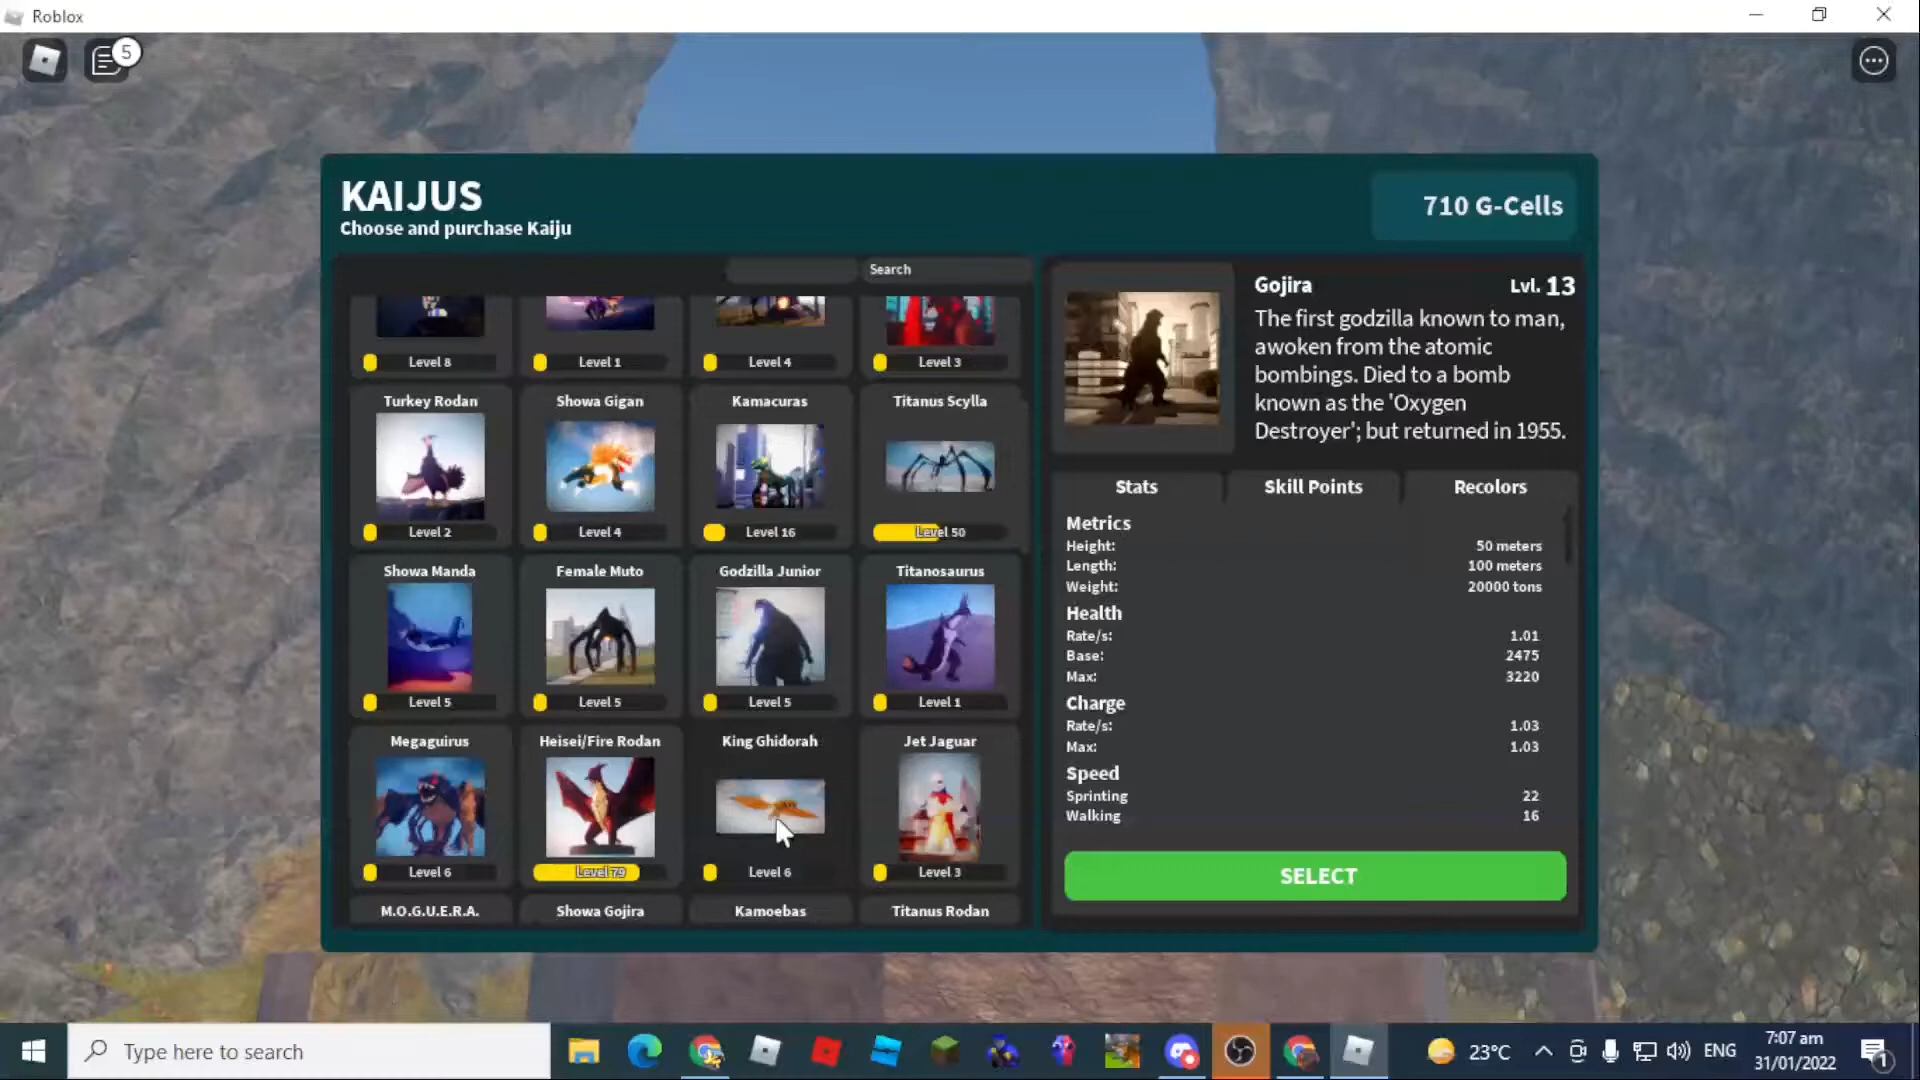 Roblox
5
KAIJUS
Choose and purchase Kaiju
710 G-Cells
Search
Level 8
Level 1
Level 4
Level 3
Turkey Rodan
Showa Gigan
Kamacuras
Titanus Scylla
Level 2
Level 4
Level 16
Level 50
Showa Manda
Female Muto
Godzilla Junior
Titanosaurus
Level 5
Level 5
Level 5
Level 1
Megaguirus
Heisei/Fire Rodan
King Ghidorah
Jet Jaguar
Level 6
Level 79
Level 6
Level 3
M.O.G.U.E.R.A.
Showa Gojira
Kamoebas
Titanus Rodan
Gojira
Lvl. 13
The first godzilla known to man,
awoken from the atomic
bombings. Died to a bomb
known as the 'Oxygen
Destroyer'; but returned in 1955.
Stats
Skill Points
Recolors
Metrics
Height: 50 meters
Length: 100 meters
Weight: 20000 tons
Health
Rate/s: 1.01
Base: 2475
Max: 3220
Charge
Rate/s: 1.03
Max: 1.03
Speed
Sprinting 22
Walking 16
SELECT
Type here to search
23°C
ENG
7:07 am
31/01/2022
1